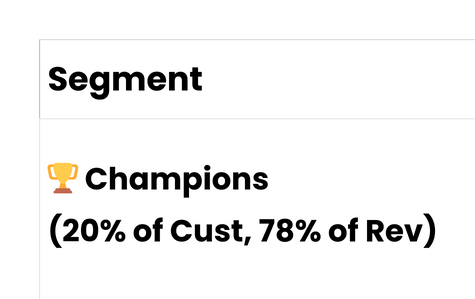 Segment
🏆 Champions
(20% of Cust, 78% of Rev)